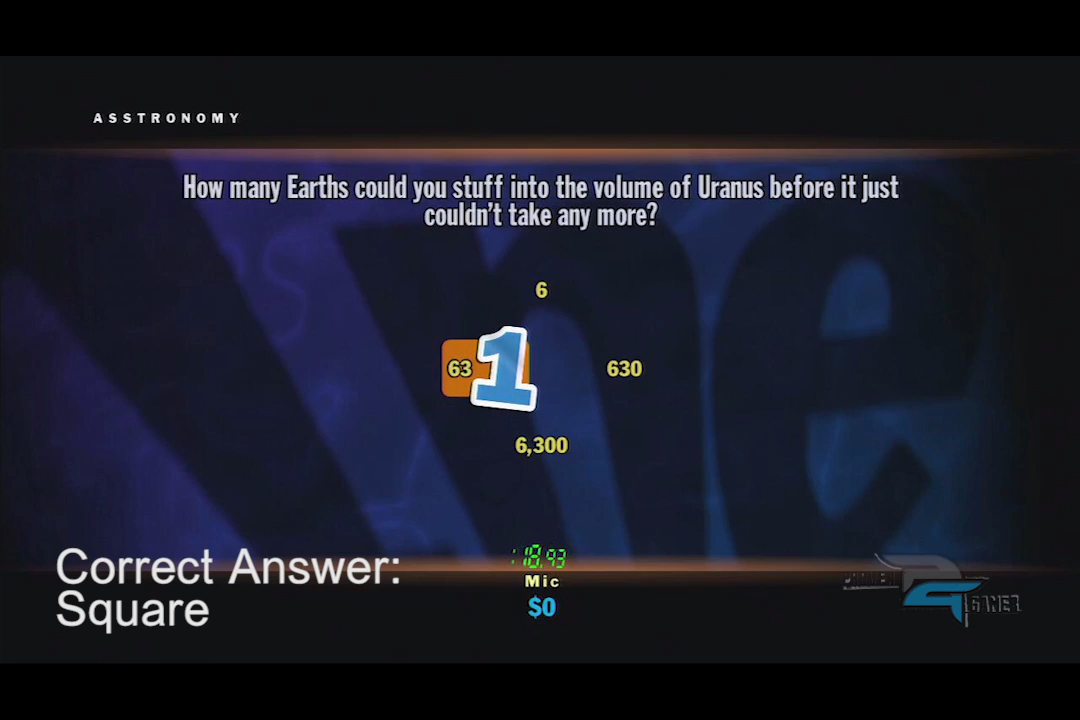 ASSTRONOMY
How many Earths could you stuff into the volume of Uranus before it just
couldn't take any more?
6
63 1 630
6,300
Correct Answer:
Square
:18.93
Mic
$0
GAMER